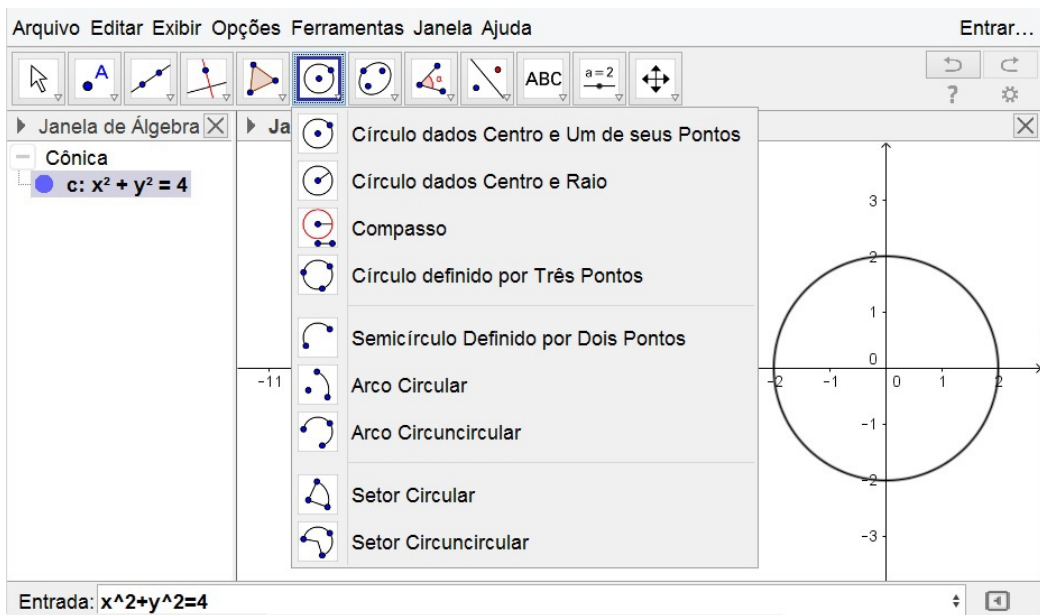 Arquivo Editar Exibir Opções Ferramentas Janela Ajuda Entrar...
A α ABC a=2 ?
Janela de Álgebra Ja
Cônica
c: x² + y² = 4
Círculo dados Centro e Um de seus Pontos
Círculo dados Centro e Raio
Compasso
Círculo definido por Três Pontos
Semicírculo Definido por Dois Pontos
Arco Circular
Arco Circuncircular
Setor Circular
Setor Circuncircular
3
2
1
0
-11 -2 -1 0 1 2
-1
-2
-3
Entrada: x^2+y^2=4